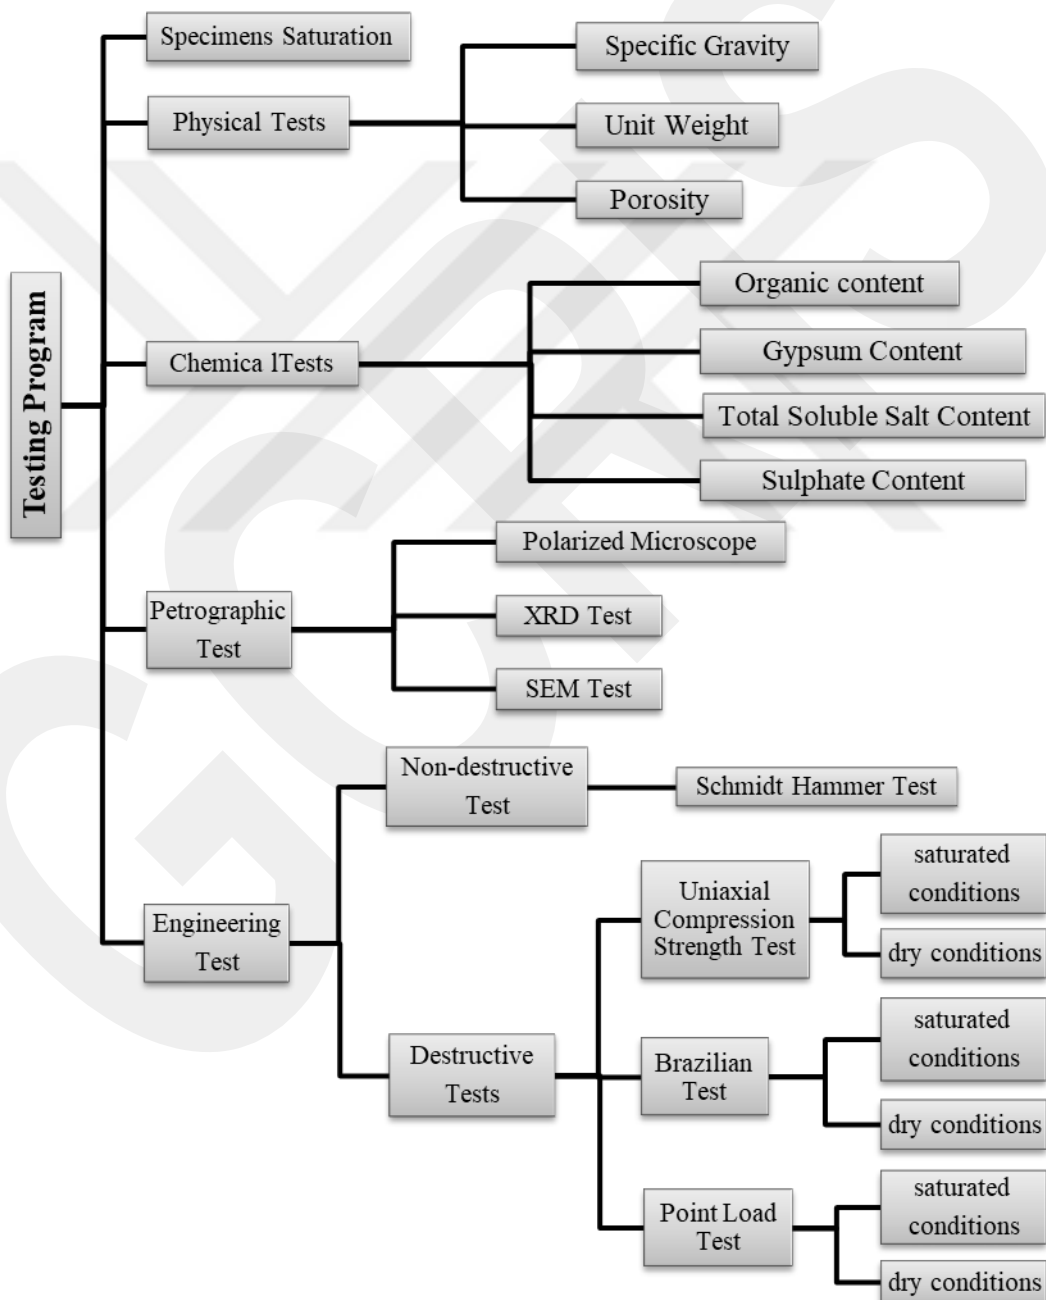 Testing Program
Specimens Saturation
Physical Tests
Specific Gravity
Unit Weight
Porosity
Chemica lTests
Organic content
Gypsum Content
Total Soluble Salt Content
Sulphate Content
Petrographic
Test
Polarized Microscope
XRD Test
SEM Test
Engineering
Test
Non-destructive
Test
Schmidt Hammer Test
Destructive
Tests
Uniaxial
Compression
Strength Test
saturated
conditions
dry conditions
Brazilian
Test
saturated
conditions
dry conditions
Point Load
Test
saturated
conditions
dry conditions